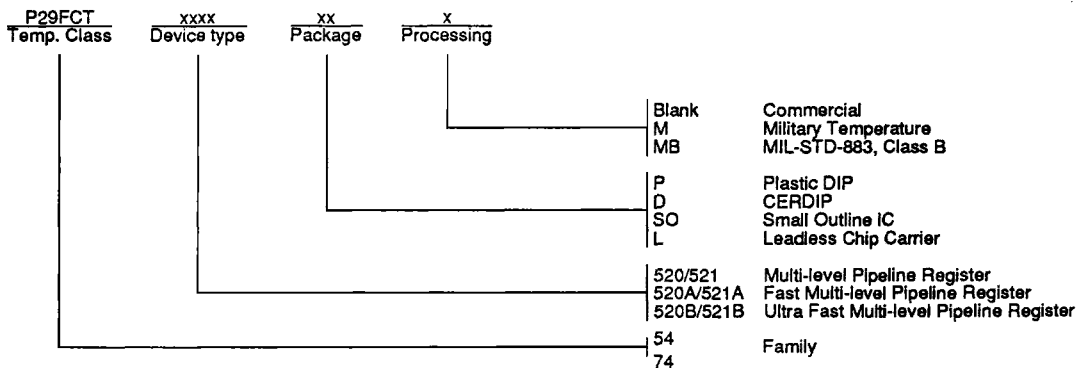 P29FCT xxxx xx x
Temp. Class Device type Package Processing
Blank Commercial
M Military Temperature
MB MIL-STD-883, Class B
P Plastic DIP
D CERDIP
SO Small Outline IC
L Leadless Chip Carrier
520/521 Multi-level Pipeline Register
520A/521A Fast Multi-level Pipeline Register
520B/521B Ultra Fast Multi-level Pipeline Register
54 Family
74